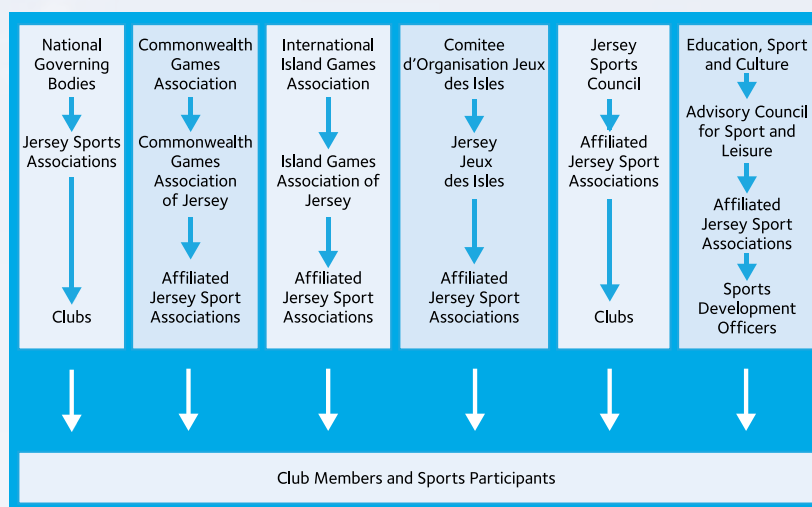 National
Governing
Bodies
Jersey Sports
Associations
Clubs
Commonwealth
Games
Association
Commonwealth
Games
Association
of Jersey
Affiliated
Jersey Sport
Associations
International
Island Games
Association
Island Games
Association of
Jersey
Affiliated
Jersey Sport
Associations
Comitee
d'Organisation Jeux
des Isles
Jersey
Jeux
des Isles
Affiliated
Jersey Sport
Associations
Jersey
Sports
Council
Affiliated
Jersey Sport
Associations
Clubs
Education, Sport
and Culture
Advisory Council
for Sport and
Leisure
Affiliated
Jersey Sport
Associations
Sports
Development
Officers
Club Members and Sports Participants